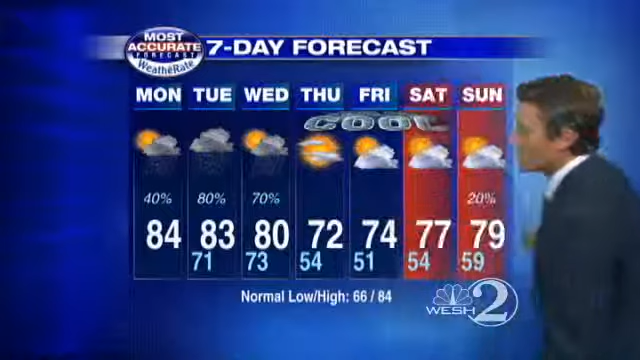 MOST
ACCURATE
FORECAST
WeatheRate
7-DAY FORECAST
MON TUE WED THU FRI SAT SUN
COOL
40% 80% 70% 20%
84 83 80 72 74 77 79
71 73 54 51 54 59
Normal Low/High: 66 / 84
WESH 2